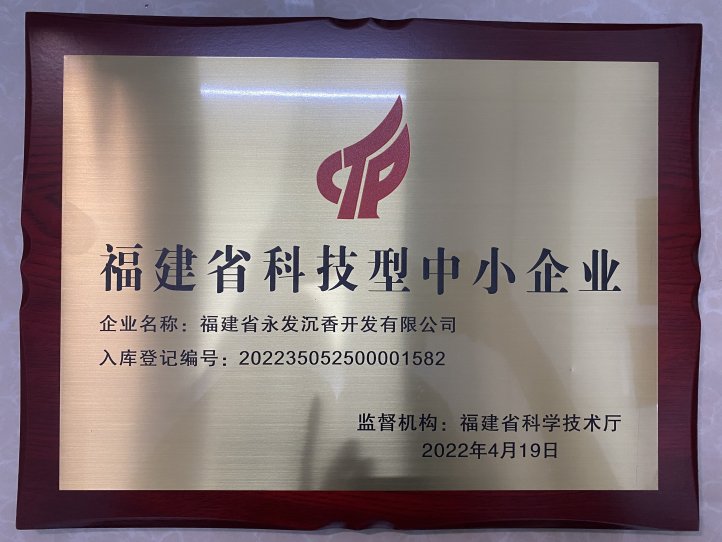 CTP
福建省科技型中小企业
企业名称：福建省永发沉香开发有限公司
入库登记编号：202235052500001582
监督机构：福建省科学技术厅
2022年4月19日